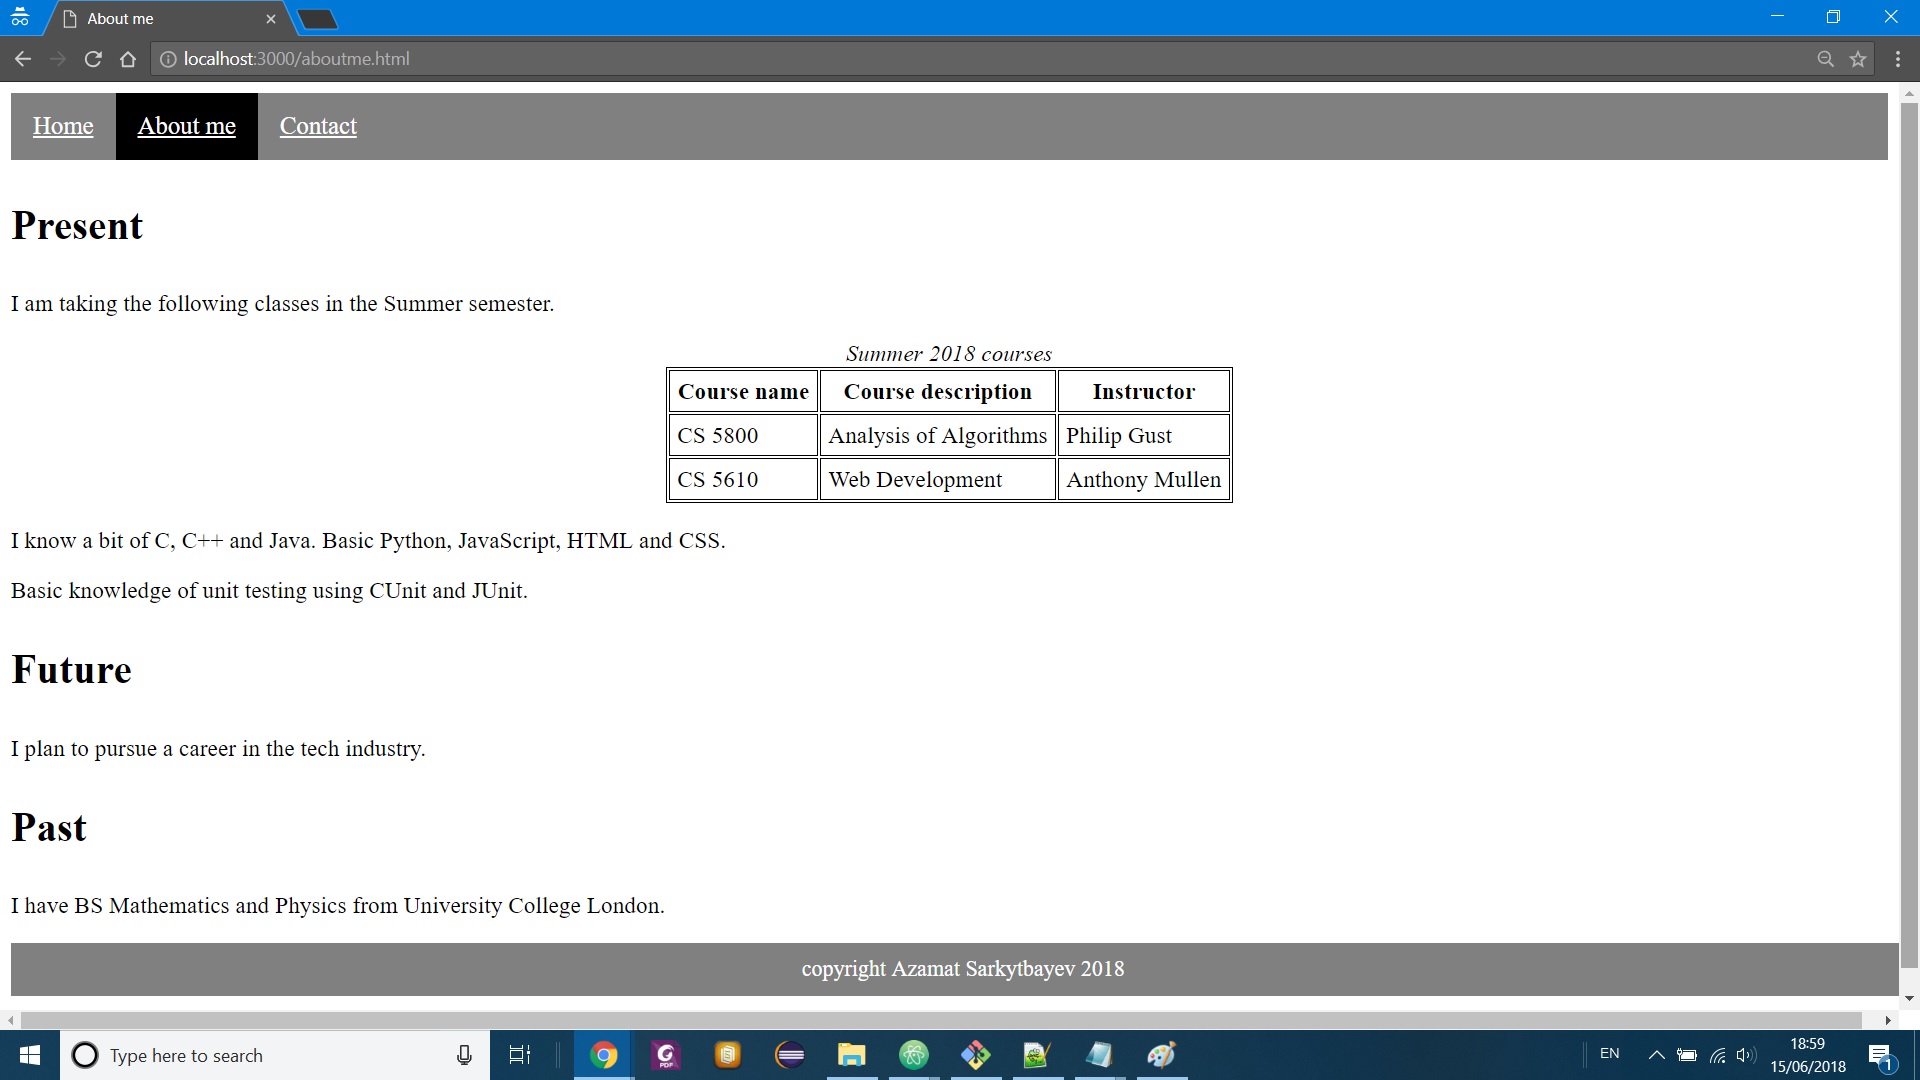 About me
localhost:3000/aboutme.html
Home About me Contact
Present
I am taking the following classes in the Summer semester.
Summer 2018 courses
Course name Course description Instructor
CS 5800 Analysis of Algorithms Philip Gust
CS 5610 Web Development Anthony Mullen
I know a bit of C, C++ and Java. Basic Python, JavaScript, HTML and CSS.
Basic knowledge of unit testing using CUnit and JUnit.
Future
I plan to pursue a career in the tech industry.
Past
I have BS Mathematics and Physics from University College London.
copyright Azamat Sarkytbayev 2018
Type here to search
PDF
EN
18:59
15/06/2018
1